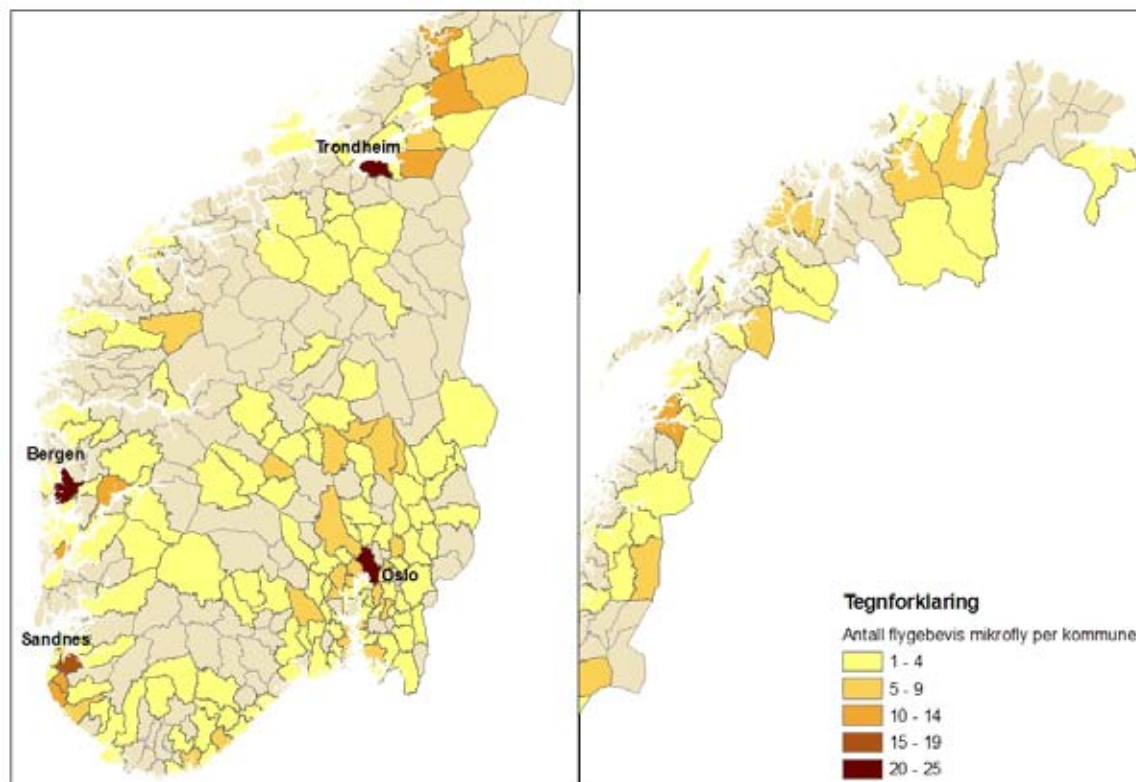 Trondheim
Bergen
Oslo
Sandnes
Tegnforklaring
Antall flygebevis mikrofly per kommune
1 - 4
5 - 9
10 - 14
15 - 19
20 - 25